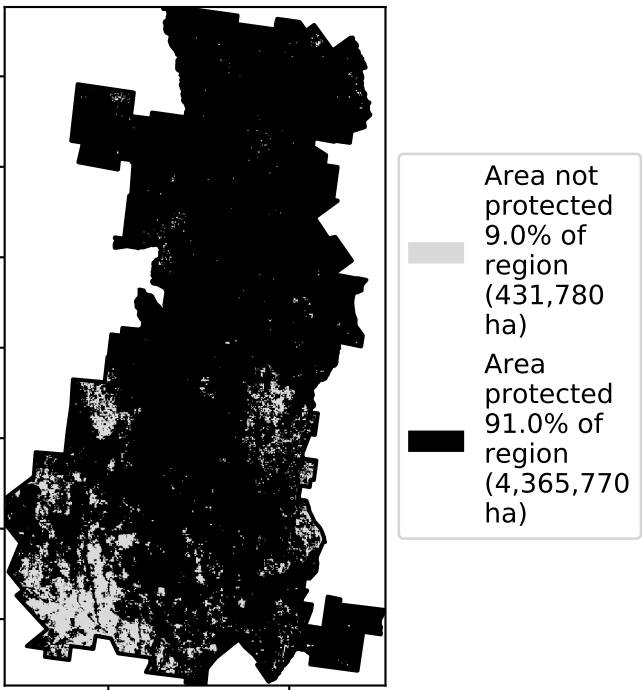 Area not
protected
9.0% of
region
(431,780
ha)
Area
protected
91.0% of
region
(4,365,770
ha)